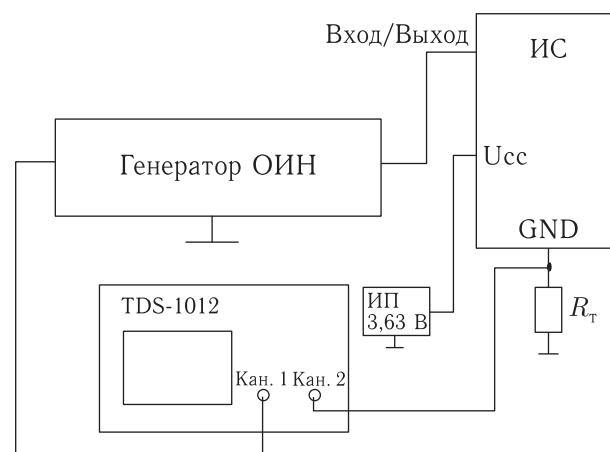 Вход/Выход
ИС
Генератор ОИН
Ucc
GND
TDS-1012
ИП
3,63 В
Rт
Кан. 1 Кан. 2